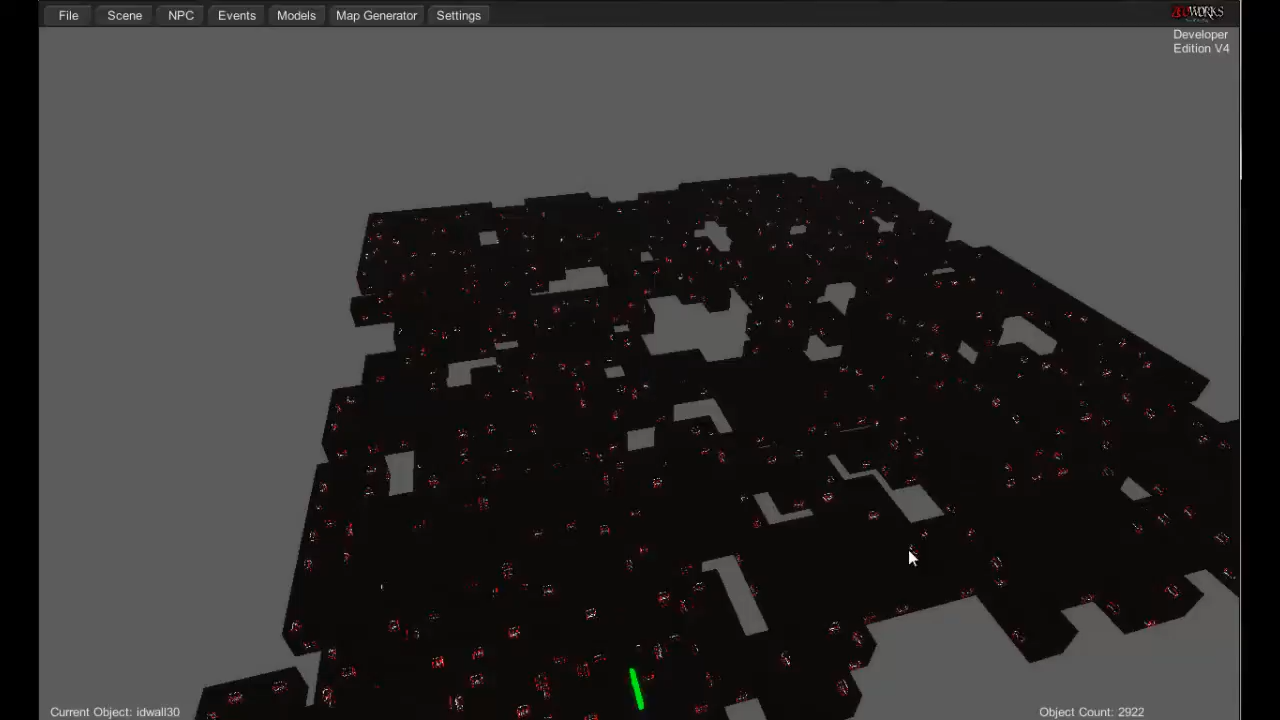 File Scene NPC Events Models Map Generator Settings
WORKS
Developer
Edition V4
Current Object: idwall30
Object Count: 2922